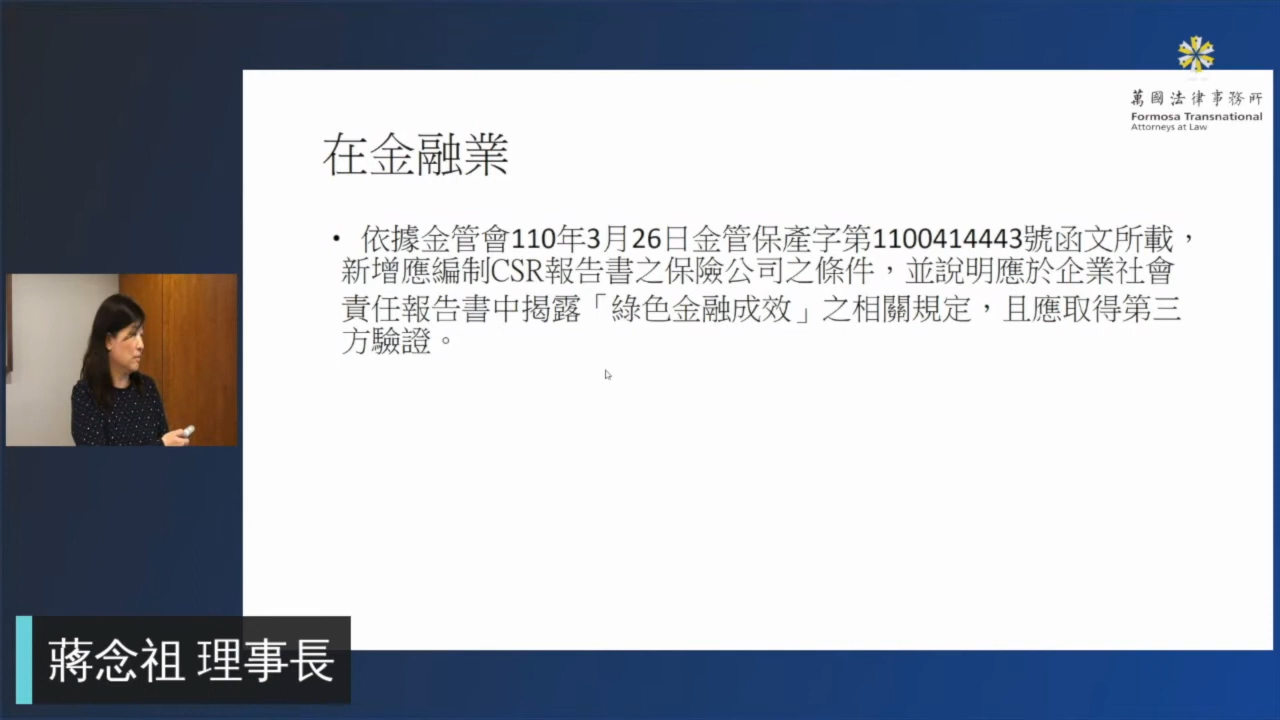 萬國法律事務所
Formosa Transnational
Attorneys at Law
在金融業
• 依據金管會110年3月26日金管保產字第1100414443號函文所載，
新增應編制CSR報告書之保險公司之條件，並說明應於企業社會
責任報告書中揭露「綠色金融成效」之相關規定，且應取得第三
方驗證。
蔣念祖 理事長